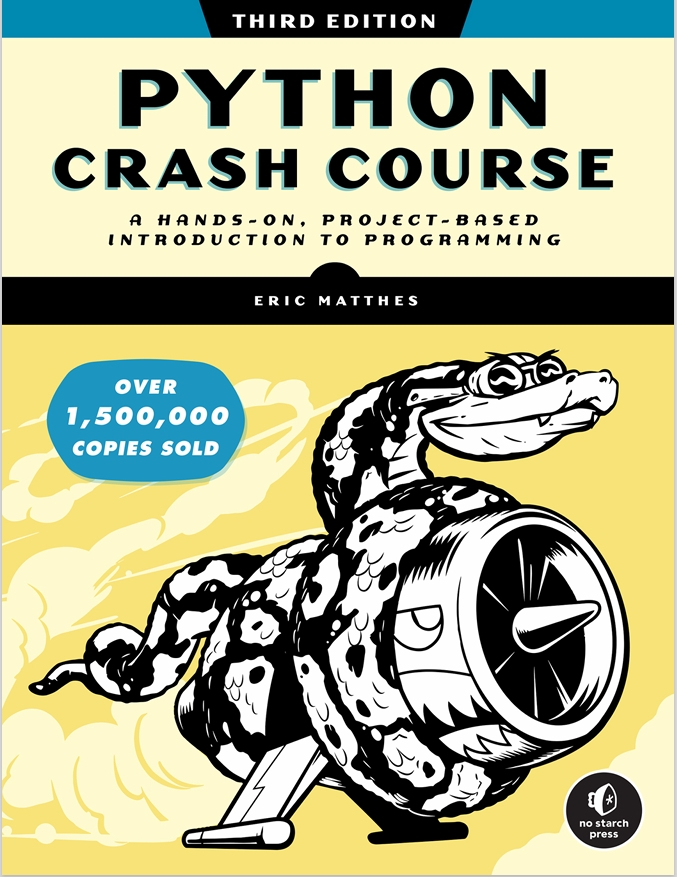 THIRD EDITION
PYTHON
CRASH COURSE
A HANDS-ON, PROJECT-BASED
INTRODUCTION TO PROGRAMMING
ERIC MATTHES
OVER
1,500,000
COPIES SOLD
no starch
press